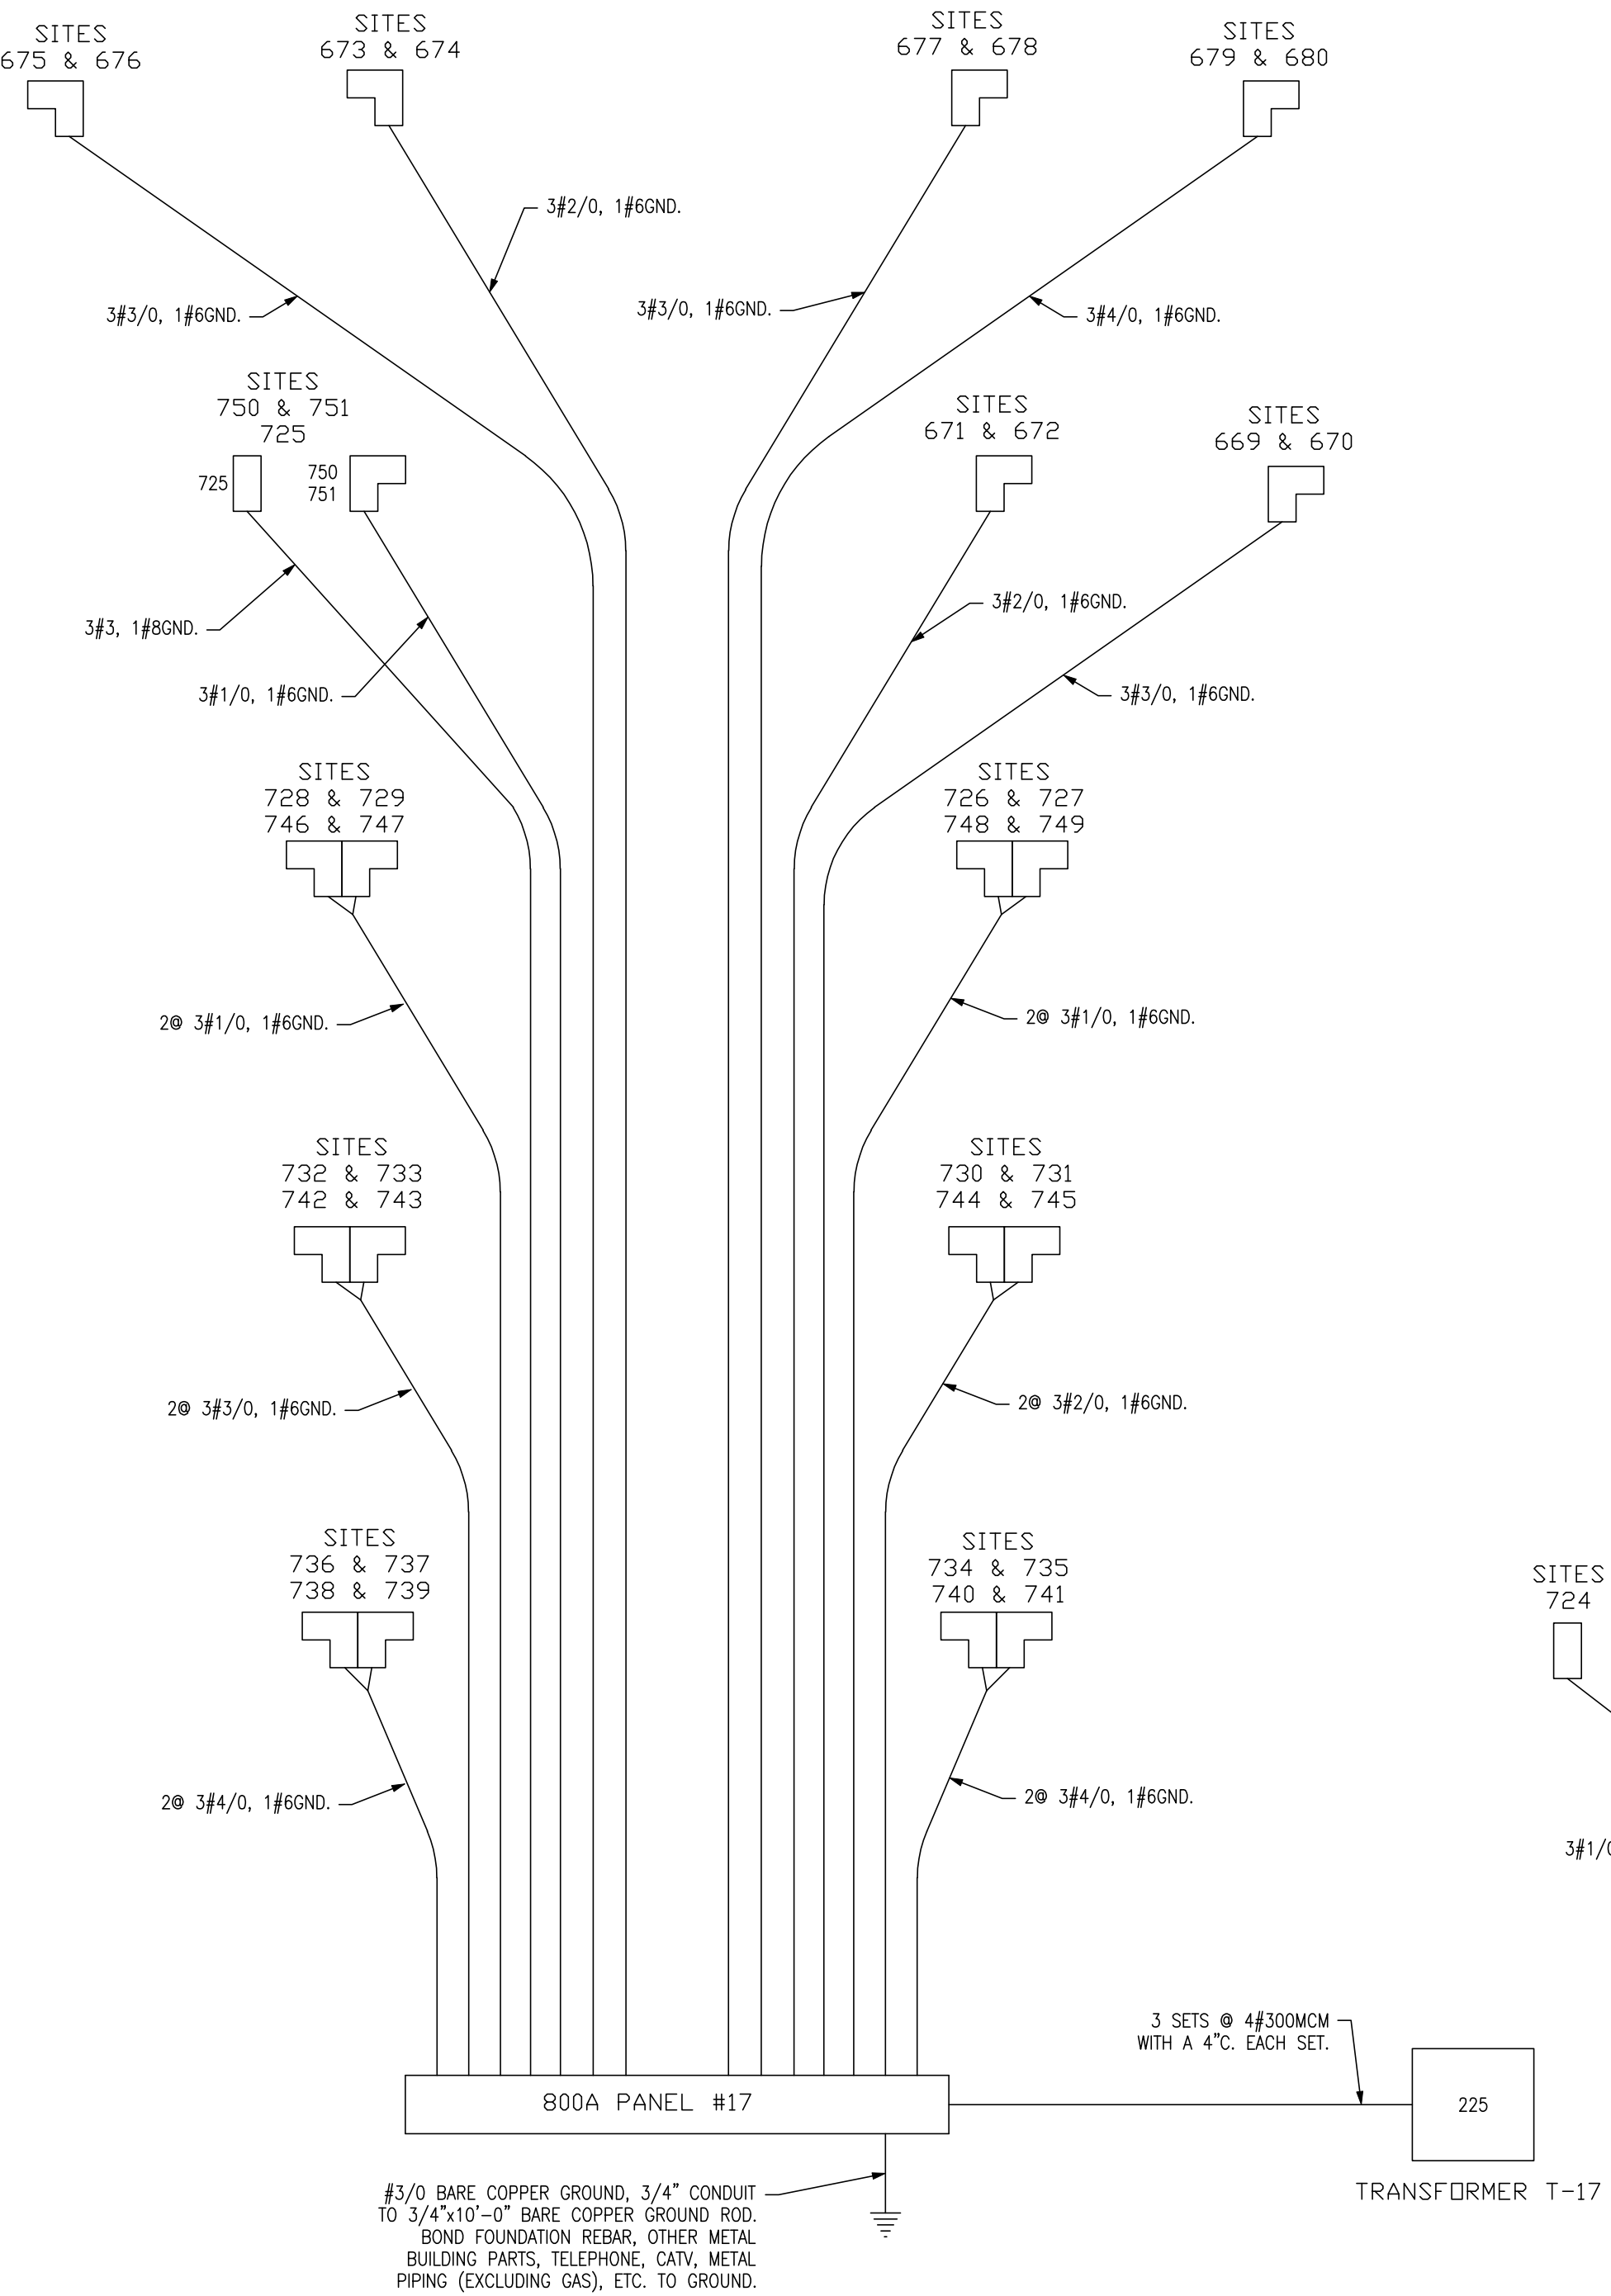 SITES
675 & 676
SITES
673 & 674
SITES
677 & 678
SITES
679 & 680
3#2/0, 1#6GND.
3#3/0, 1#6GND.
3#3/0, 1#6GND.
3#4/0, 1#6GND.
SITES
750 & 751
725
725
750
751
SITES
671 & 672
SITES
669 & 670
3#3, 1#8GND.
3#2/0, 1#6GND.
3#1/0, 1#6GND.
3#3/0, 1#6GND.
SITES
728 & 729
746 & 747
SITES
726 & 727
748 & 749
2@ 3#1/0, 1#6GND.
2@ 3#1/0, 1#6GND.
SITES
732 & 733
742 & 743
SITES
730 & 731
744 & 745
2@ 3#3/0, 1#6GND.
2@ 3#2/0, 1#6GND.
SITES
736 & 737
738 & 739
SITES
734 & 735
740 & 741
SITES
724
2@ 3#4/0, 1#6GND.
2@ 3#4/0, 1#6GND.
3#1/0
3 SETS @ 4#300MCM
WITH A 4"C. EACH SET.
800A PANEL #17
225
TRANSFORMER T-17
#3/0 BARE COPPER GROUND, 3/4" CONDUIT
TO 3/4"x10'-0" BARE COPPER GROUND ROD.
BOND FOUNDATION REBAR, OTHER METAL
BUILDING PARTS, TELEPHONE, CATV, METAL
PIPING (EXCLUDING GAS), ETC. TO GROUND.